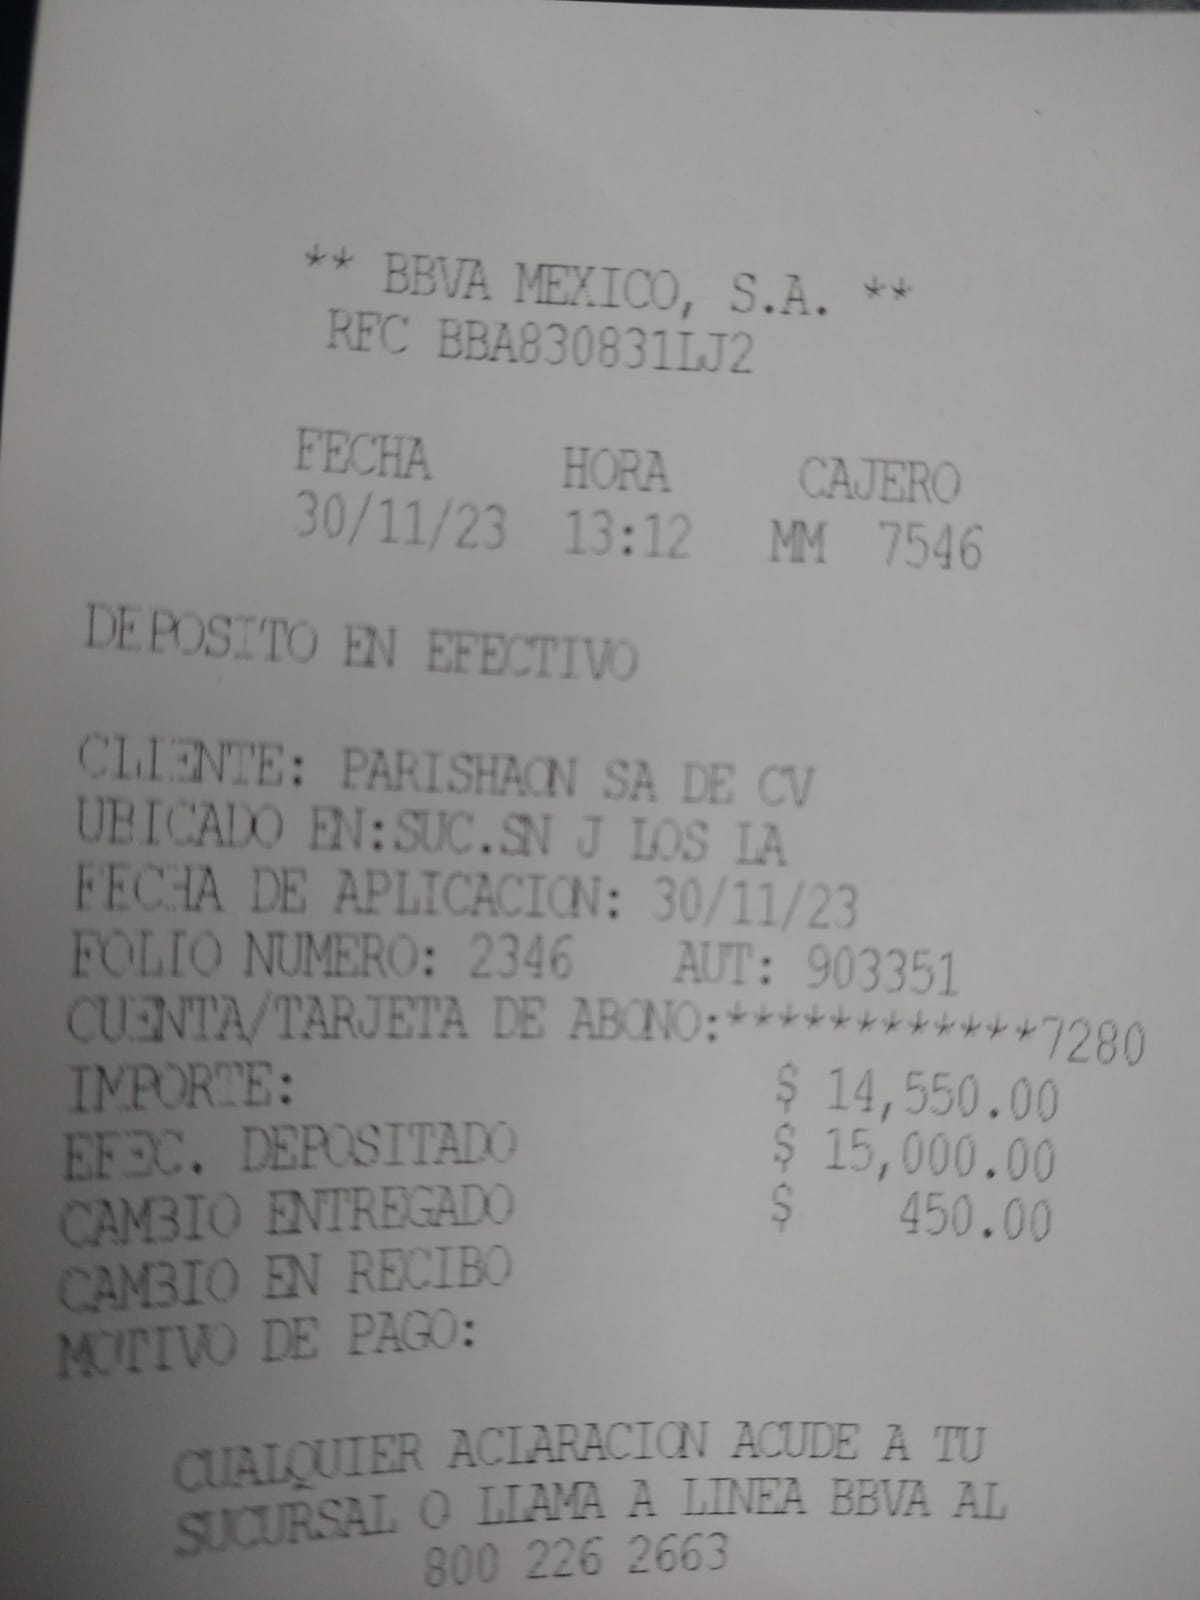 ** BBVA MEXICO, S.A. **
RFC BBA830831LJ2
FECHA HORA CAJERO
30/11/23 13:12 MM 7546
DEPOSITO EN EFECTIVO
CLIENTE: PARISHAON SA DE CV
UBICADO EN:SUC.SN J LOS LA
FECHA DE APLICACION: 30/11/23
FOLIO NUMERO: 2346 AUT: 903351
CUENTA/TARJETA DE ABONO:************7280
IMPORTE: $ 14,550.00
EFEC. DEPOSITADO $ 15,000.00
CAMBIO ENTREGADO $ 450.00
CAMBIO EN RECIBO
MOTIVO DE PAGO:
CUALQUIER ACLARACION ACUDE A TU
SUCURSAL O LLAMA A LINEA BBVA AL
800 226 2663